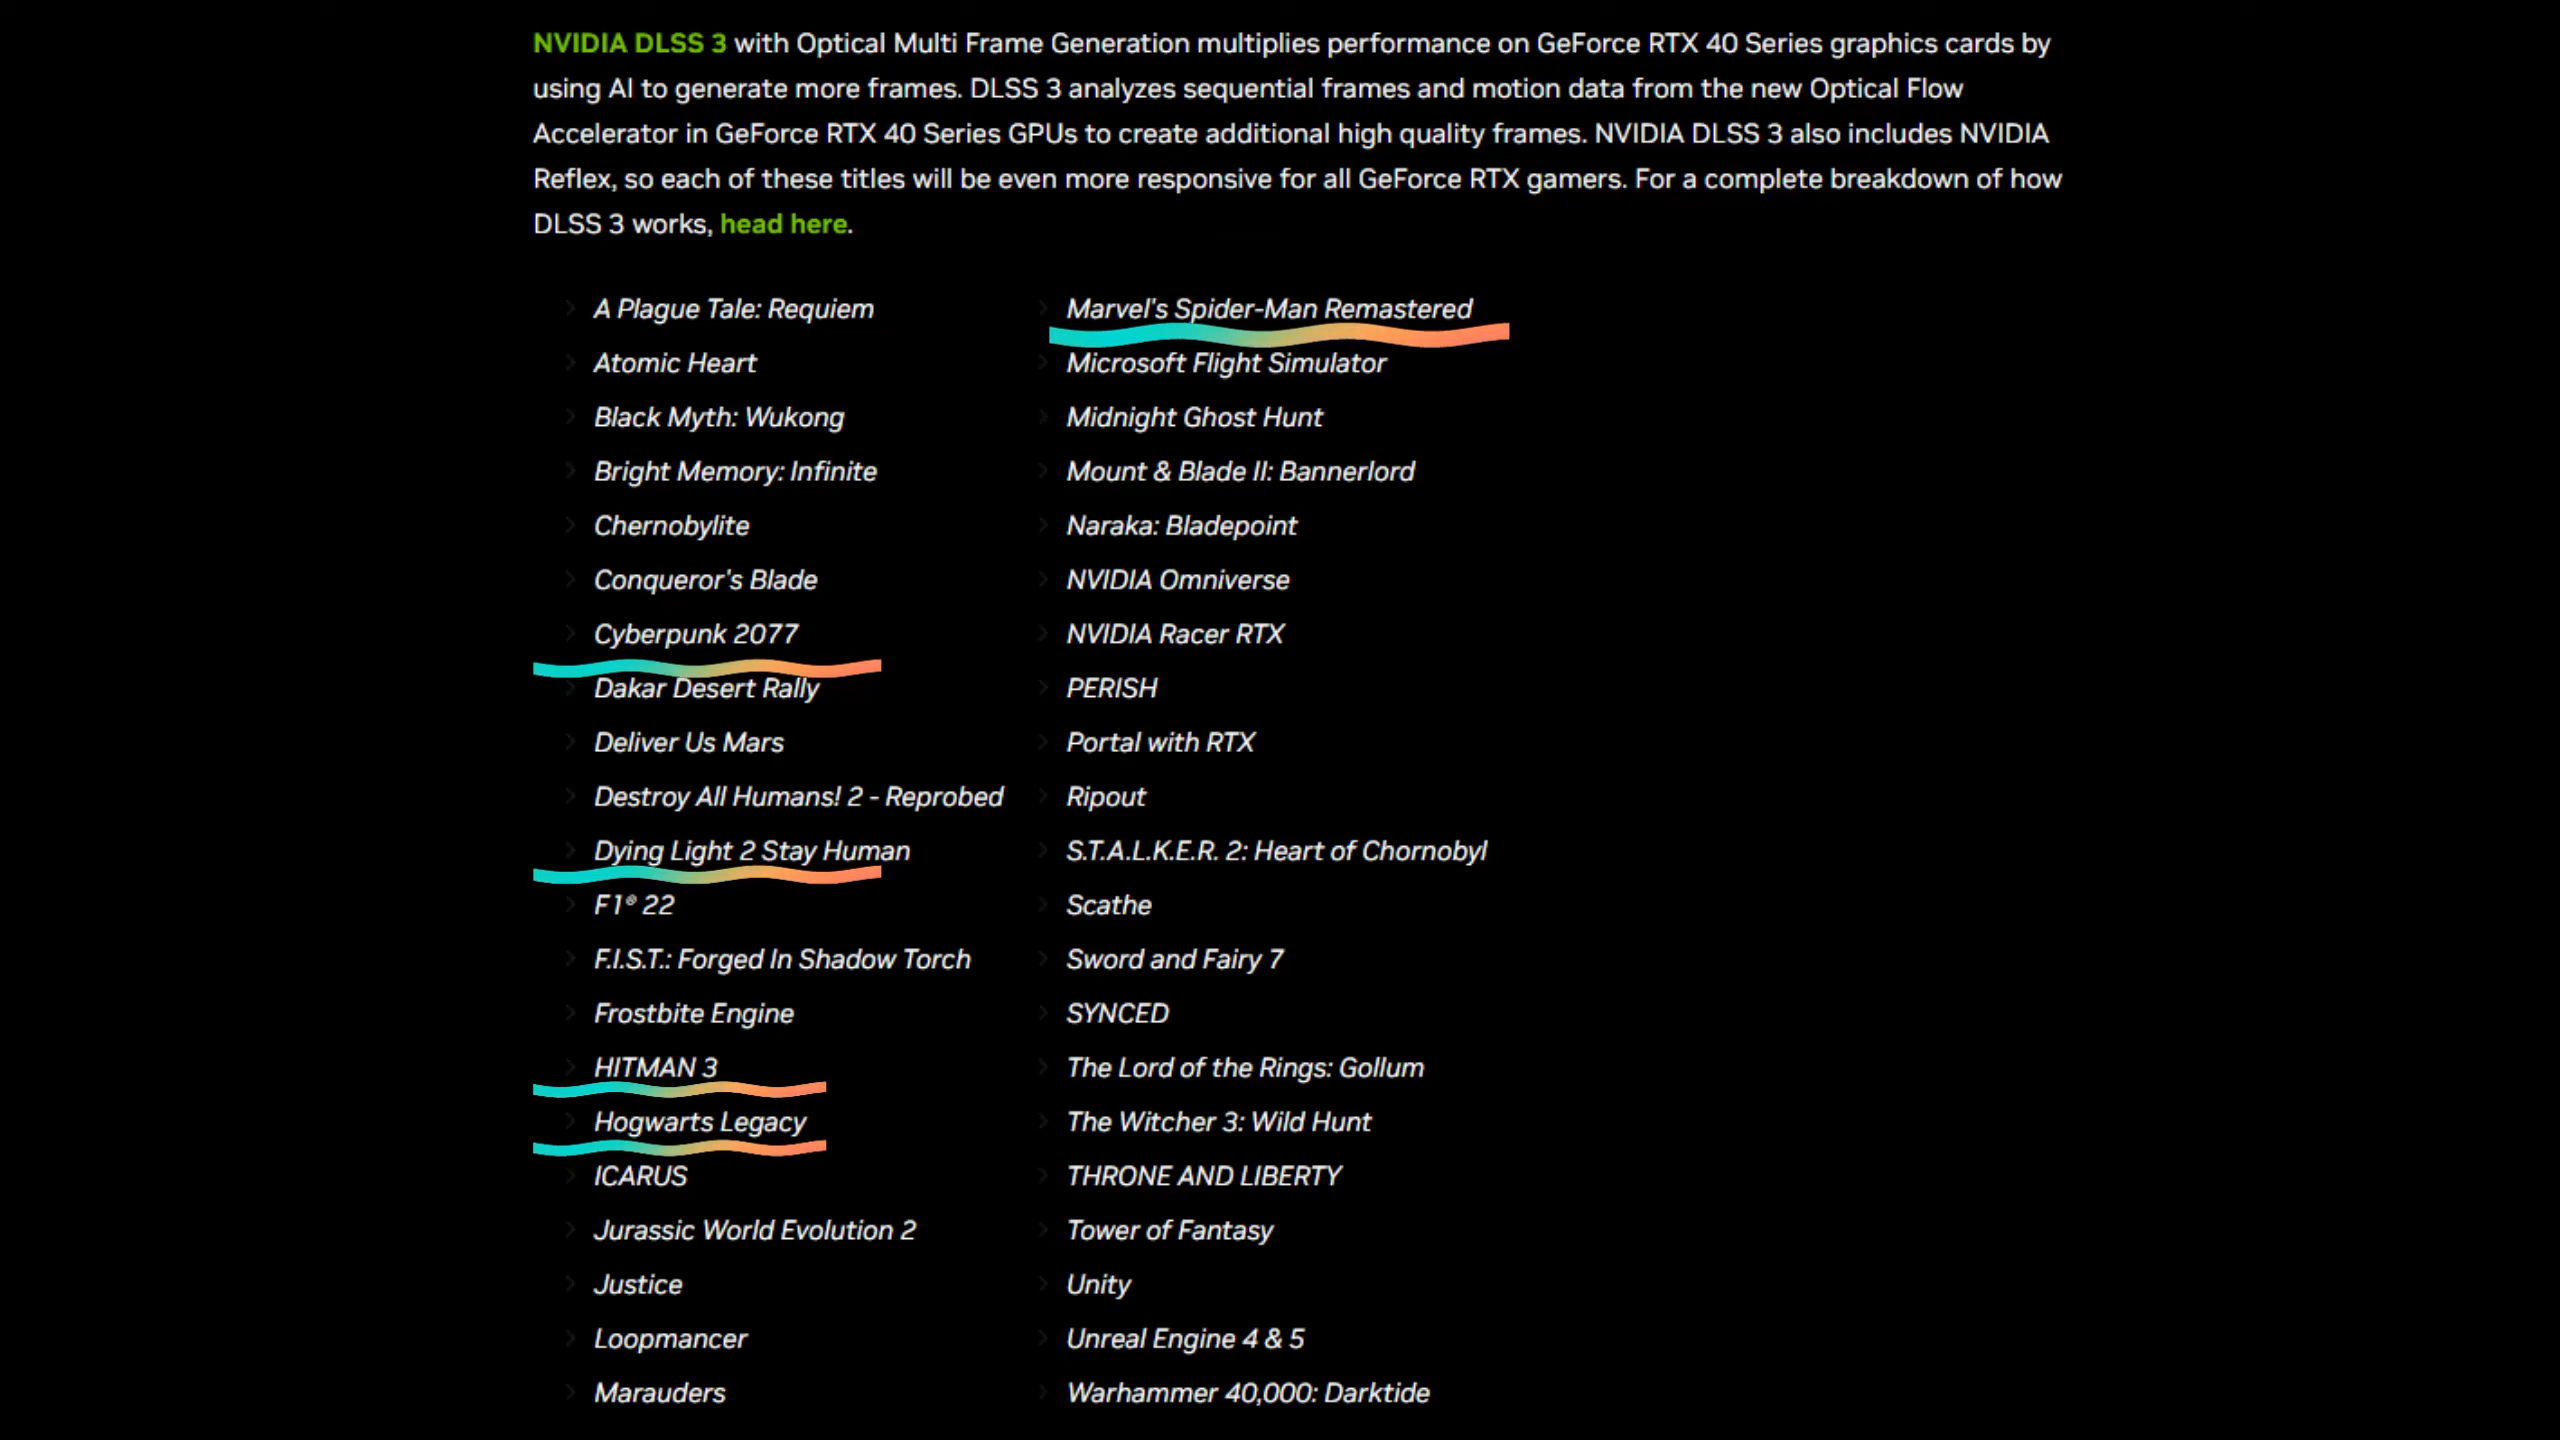 NVIDIA DLSS 3 with Optical Multi Frame Generation multiplies performance on GeForce RTX 40 Series graphics cards by
using AI to generate more frames. DLSS 3 analyzes sequential frames and motion data from the new Optical Flow
Accelerator in GeForce RTX 40 Series GPUs to create additional high quality frames. NVIDIA DLSS 3 also includes NVIDIA
Reflex, so each of these titles will be even more responsive for all GeForce RTX gamers. For a complete breakdown of how
DLSS 3 works, head here.
A Plague Tale: Requiem
Atomic Heart
Black Myth: Wukong
Bright Memory: Infinite
Chernobylite
Conqueror's Blade
Cyberpunk 2077
Dakar Desert Rally
Deliver Us Mars
Destroy All Humans! 2 - Reprobed
Dying Light 2 Stay Human
F1® 22
F.I.S.T.: Forged In Shadow Torch
Frostbite Engine
HITMAN 3
Hogwarts Legacy
ICARUS
Jurassic World Evolution 2
Justice
Loopmancer
Marauders
Marvel's Spider-Man Remastered
Microsoft Flight Simulator
Midnight Ghost Hunt
Mount & Blade II: Bannerlord
Naraka: Bladepoint
NVIDIA Omniverse
NVIDIA Racer RTX
PERISH
Portal with RTX
Ripout
S.T.A.L.K.E.R. 2: Heart of Chornobyl
Scathe
Sword and Fairy 7
SYNCED
The Lord of the Rings: Gollum
The Witcher 3: Wild Hunt
THRONE AND LIBERTY
Tower of Fantasy
Unity
Unreal Engine 4 & 5
Warhammer 40,000: Darktide